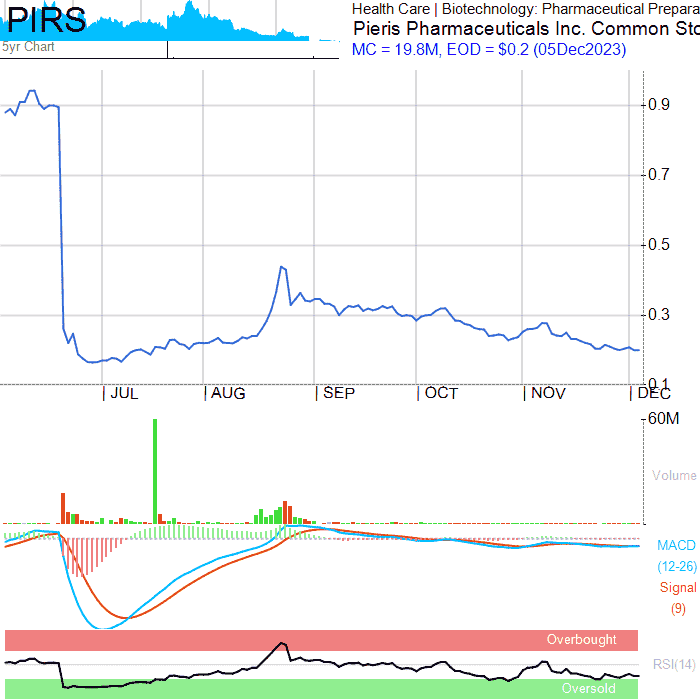 PIRS
5yr Chart
Health Care | Biotechnology: Pharmaceutical Prepara
Pieris Pharmaceuticals Inc. Common Sto
MC = 19.8M, EOD = $0.2 (05Dec2023)
0.9
0.7
0.5
0.3
0.1
| JUL | AUG | SEP | OCT | NOV | DEC
60M
Volume
MACD
(12-26)
Signal
(9)
Overbought
RSI(14)
Oversold